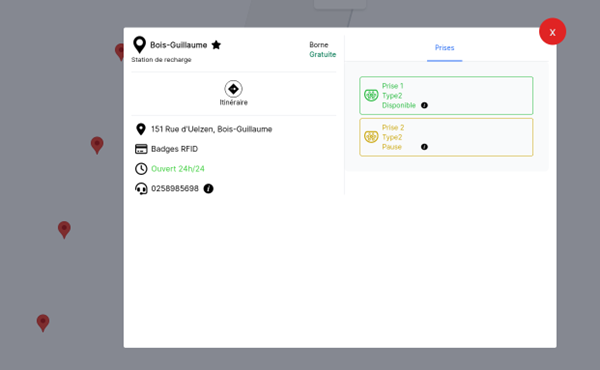 Bois-Guillaume
Station de recharge
Borne
Gratuite
Itinéraire
151 Rue d'Uelzen, Bois-Guillaume
Badges RFID
Ouvert 24h/24
0258985698
Prises
Prise 1
Type2
Disponible
Prise 2
Type2
Pause
X